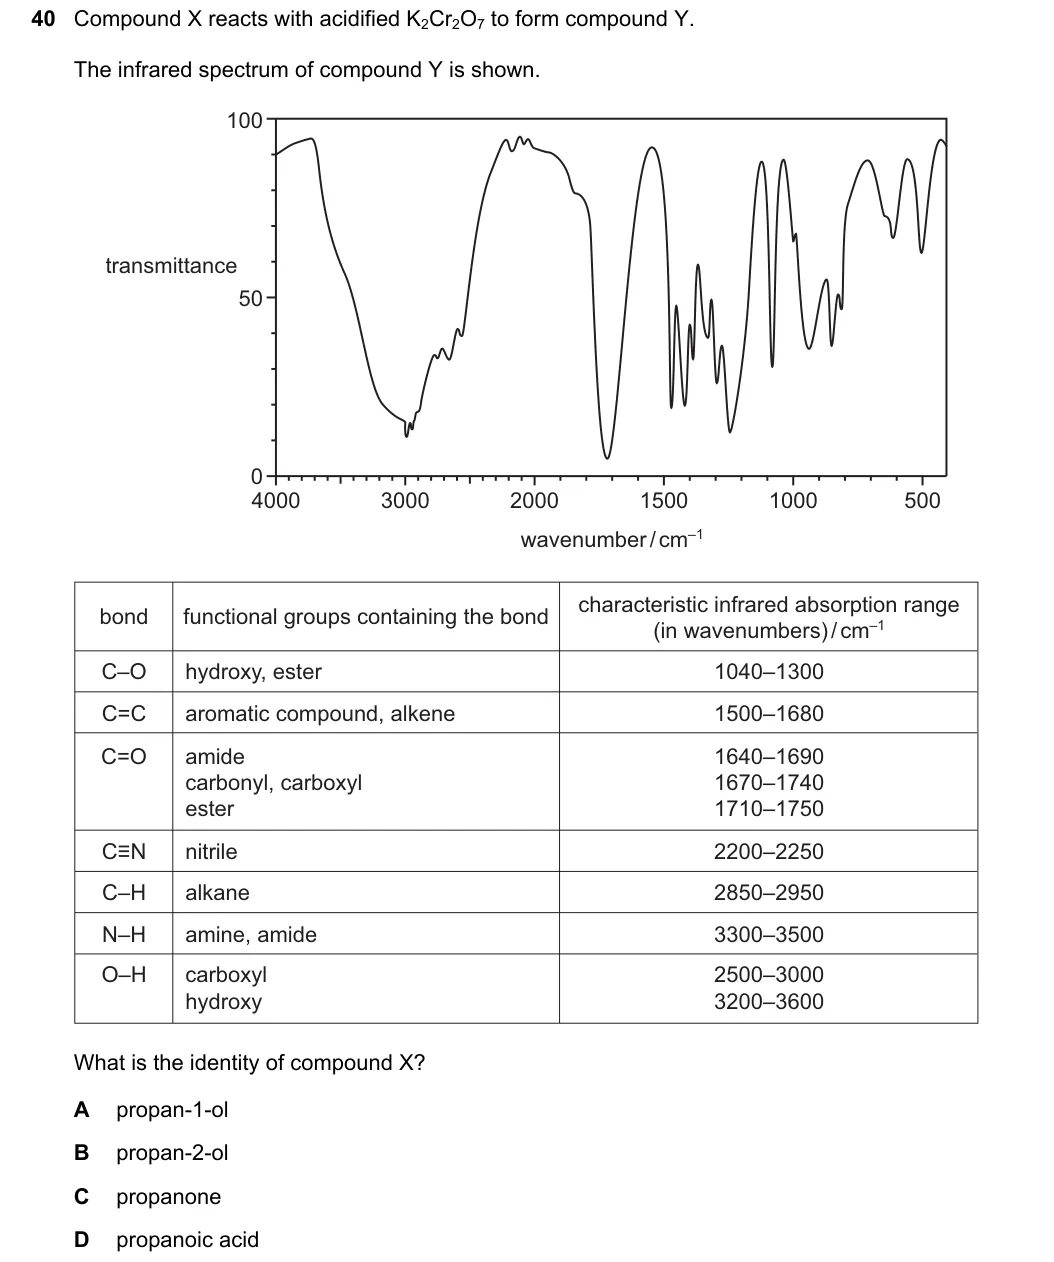 40 Compound X reacts with acidified K₂Cr₂O₇ to form compound Y.
The infrared spectrum of compound Y is shown.
100
transmittance
50
0
4000 3000 2000 1500 1000 500
wavenumber / cm⁻¹
bond functional groups containing the bond characteristic infrared absorption range (in wavenumbers) / cm⁻¹
C–O hydroxy, ester 1040–1300
C=C aromatic compound, alkene 1500–1680
C=O amide 1640–1690
carbonyl, carboxyl 1670–1740
ester 1710–1750
C≡N nitrile 2200–2250
C–H alkane 2850–2950
N–H amine, amide 3300–3500
O–H carboxyl 2500–3000
hydroxy 3200–3600
What is the identity of compound X?
A propan-1-ol
B propan-2-ol
C propanone
D propanoic acid